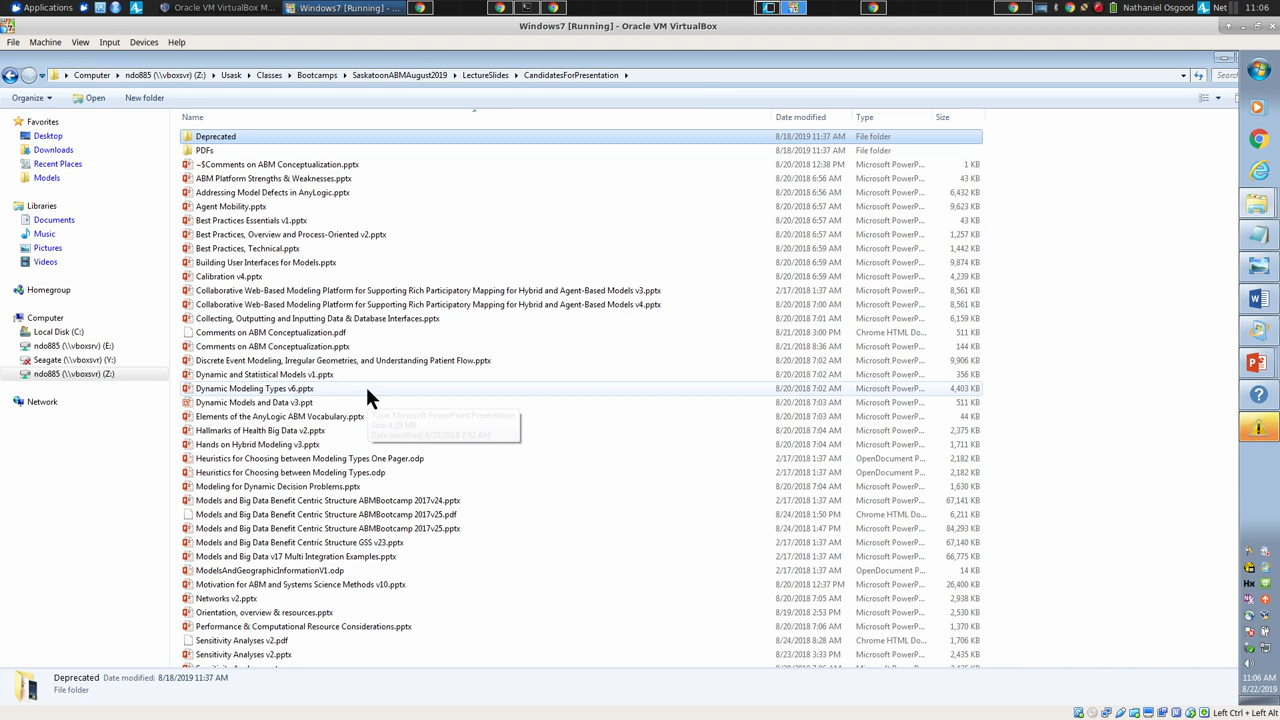 Applications Oracle VM VirtualBox M... Windows7 [Running] - Oracle ... Nathaniel Osgood Net 11:06
Windows7 [Running] - Oracle VM VirtualBox
File Machine View Input Devices Help
Computer ndo885 (\\vboxsvr) (Z:) Usask Classes Bootcamps SaskatoonABMAugust2019 LectureSlides CandidatesForPresentation
Organize Open New folder
Favorites
Desktop
Downloads
Recent Places
Models
Libraries
Documents
Music
Pictures
Videos
Homegroup
Computer
Local Disk (C:)
ndo885 (\\vboxsvr) (E:)
Seagate (\\vboxsrv) (Y:)
ndo885 (\\vboxsvr) (Z:)
Network
Name Date modified Type Size
Deprecated 8/18/2019 11:37 AM File folder
PDFs 8/18/2019 11:37 AM File folder
~$Comments on ABM Conceptualization.pptx 8/20/2018 12:38 PM Microsoft PowerP... 1 KB
ABM Platform Strengths & Weaknesses.pptx 8/20/2018 6:56 AM Microsoft PowerP... 43 KB
Addressing Model Defects in AnyLogic.pptx 8/20/2018 6:56 AM Microsoft PowerP... 6,432 KB
Agent Mobility.pptx 8/20/2018 6:57 AM Microsoft PowerP... 9,623 KB
Best Practices Essentials v1.pptx 8/20/2018 6:57 AM Microsoft PowerP... 43 KB
Best Practices, Overview and Process-Oriented v2.pptx 8/20/2018 6:57 AM Microsoft PowerP... 1,257 KB
Best Practices, Technical.pptx 8/20/2018 6:59 AM Microsoft PowerP... 1,442 KB
Building User Interfaces for Models.pptx 8/20/2018 6:59 AM Microsoft PowerP... 9,874 KB
Calibration v4.pptx 8/20/2018 6:59 AM Microsoft PowerP... 4,239 KB
Collaborative Web-Based Modeling Platform for Supporting Rich Participatory Mapping for Hybrid and Agent-Based Models v3.pptx 2/17/2018 1:37 AM Microsoft PowerP... 8,561 KB
Collaborative Web-Based Modeling Platform for Supporting Rich Participatory Mapping for Hybrid and Agent-Based Models v4.pptx 8/20/2018 7:00 AM Microsoft PowerP... 8,561 KB
Collecting, Outputting and Inputing Data & Database Interfaces.pptx 8/20/2018 7:01 AM Microsoft PowerP... 6,159 KB
Comments on ABM Conceptualization.pdf 8/21/2018 3:00 PM Chrome HTML Do... 511 KB
Comments on ABM Conceptualization.pptx 8/21/2018 8:36 AM Microsoft PowerP... 144 KB
Discrete Event Modeling, Irregular Geometries, and Understanding Patient Flow.pptx 8/20/2018 7:02 AM Microsoft PowerP... 9,906 KB
Dynamic and Statistical Models v1.pptx 8/20/2018 7:02 AM Microsoft PowerP... 356 KB
Dynamic Modeling Types v6.pptx 8/20/2018 7:02 AM Microsoft PowerP... 4,403 KB
Dynamic Models and Data v3.ppt 8/20/2018 7:03 AM Microsoft PowerP... 511 KB
Elements of the AnyLogic ABM Vocabulary.pptx 8/20/2018 7:03 AM Microsoft PowerP... 44 KB
Type: Microsoft PowerPoint Presentation
Size: 4.29 MB
Date modified: 8/20/2018 7:02 AM
Hallmarks of Health Big Data v2.pptx 8/20/2018 7:03 AM Microsoft PowerP... 2,375 KB
Hands on Hybrid Modeling v3.pptx 8/20/2018 7:03 AM Microsoft PowerP... 1,711 KB
Heuristics for Choosing between Modeling Types One Pager.odp 2/17/2018 1:37 AM OpenDocument P... 2,182 KB
Heuristics for Choosing between Modeling Types.odp 2/17/2018 1:37 AM OpenDocument P... 2,182 KB
Modeling for Dynamic Decision Problems.pptx 8/20/2018 7:04 AM Microsoft PowerP... 1,630 KB
Models and Big Data Benefit Centric Structure ABMBootcamp 2017v24.pptx 2/17/2018 1:37 AM Microsoft PowerP... 67,141 KB
Models and Big Data Benefit Centric Structure ABMBootcamp 2017v25.pdf 8/24/2018 1:50 PM Chrome HTML Do... 6,211 KB
Models and Big Data Benefit Centric Structure ABMBootcamp 2017v25.pptx 8/24/2018 1:47 PM Microsoft PowerP... 84,293 KB
Models and Big Data Benefit Centric Structure GSS v23.pptx 2/17/2018 1:37 AM Microsoft PowerP... 67,140 KB
Models and Big Data v17 Multi Integration Examples.pptx 2/17/2018 1:37 AM Microsoft PowerP... 66,775 KB
ModelsAndGeographicInformationV1.odp 2/17/2018 1:37 AM OpenDocument P... 14 KB
Motivation for ABM and Systems Science Methods v10.pptx 8/20/2018 12:37 PM Microsoft PowerP... 26,400 KB
Networks v2.pptx 8/20/2018 7:05 AM Microsoft PowerP... 2,938 KB
Orientation, overview & resources.pptx 8/19/2018 2:53 PM Microsoft PowerP... 2,530 KB
Performance & Computational Resource Considerations.pptx 8/20/2018 7:06 AM Microsoft PowerP... 1,370 KB
Sensitivity Analyses v2.pdf 8/24/2018 8:28 AM Chrome HTML Do... 1,706 KB
Sensitivity Analyses v2.pptx 8/23/2018 3:33 PM Microsoft PowerP... 2,435 KB
Deprecated Date modified: 8/18/2019 11:37 AM
File folder
11:06 AM
8/22/2019
Left Ctrl + Left Alt